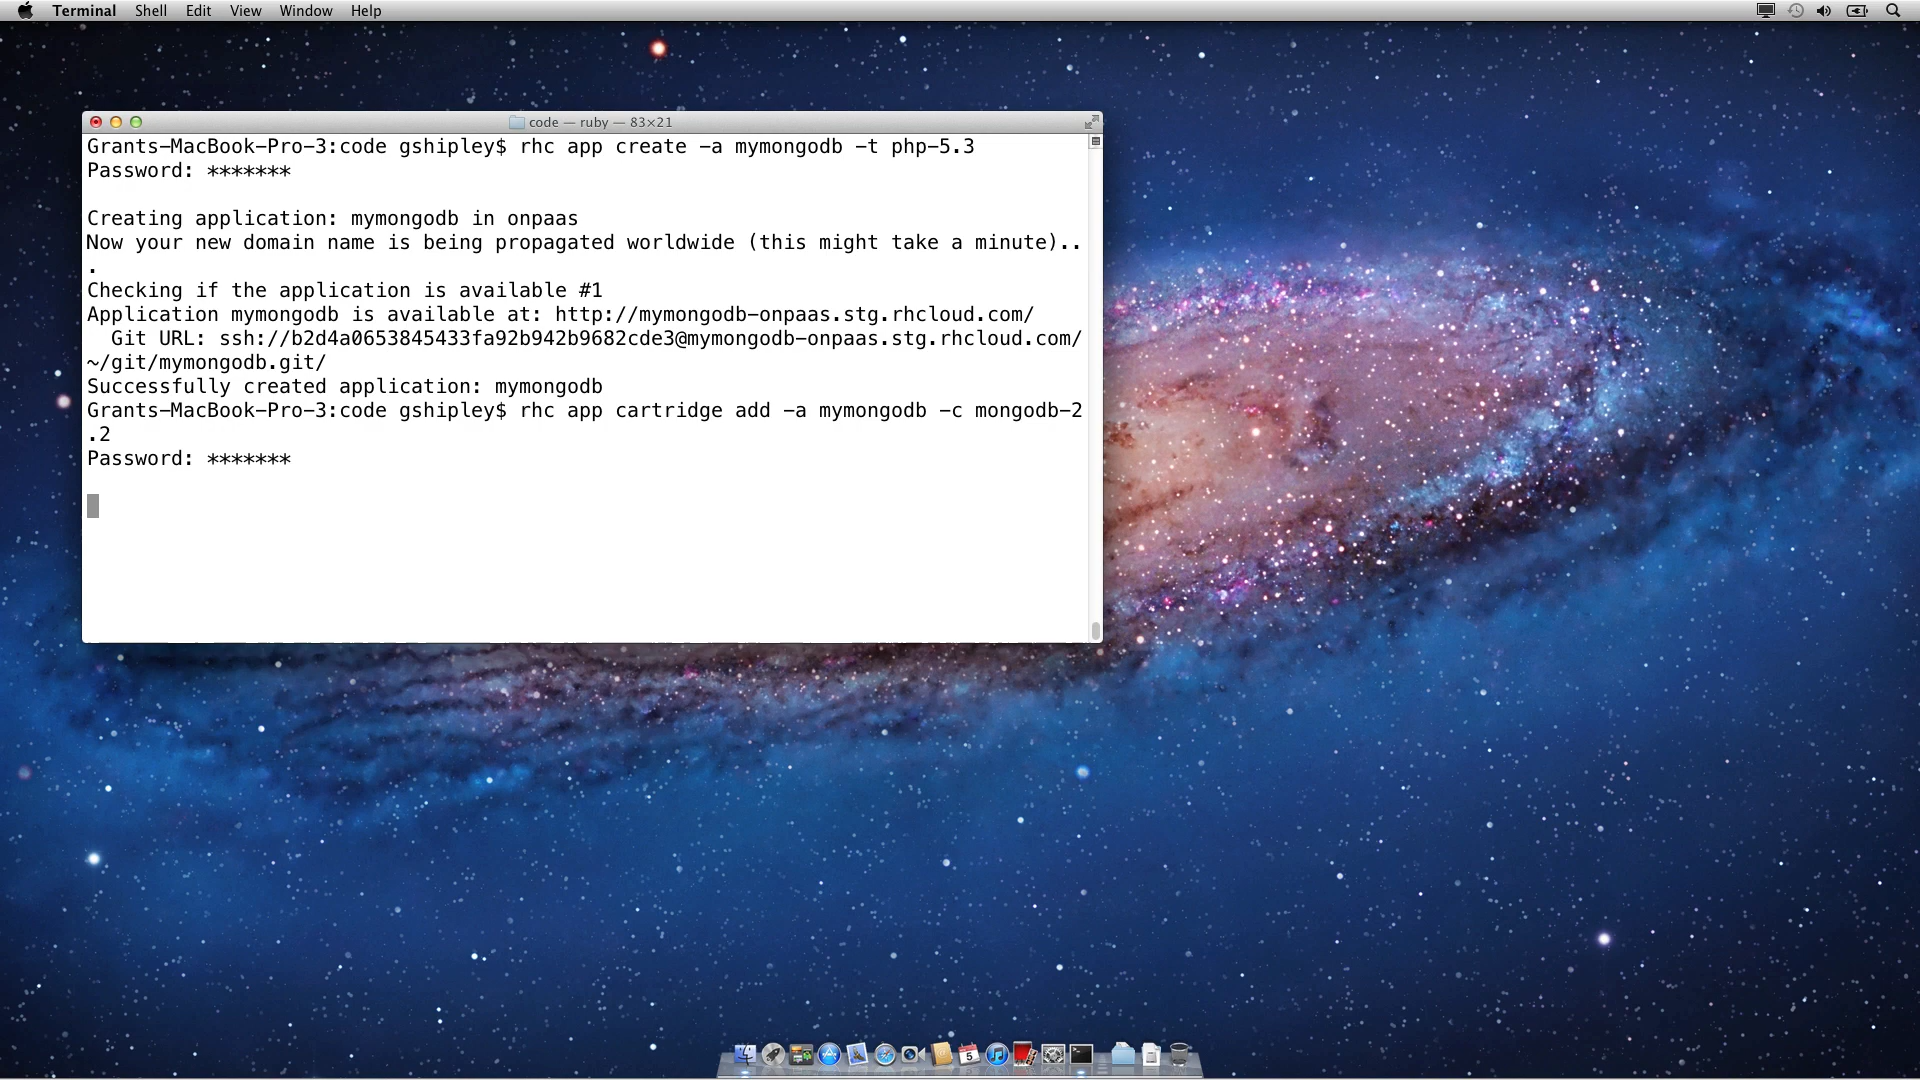 Terminal Shell Edit View Window Help
code — ruby — 83×21
Grants-MacBook-Pro-3:code gshipley$ rhc app create -a mymongodb -t php-5.3
Password: *******
Creating application: mymongodb in onpaas
Now your new domain name is being propagated worldwide (this might take a minute)..
.
Checking if the application is available #1
Application mymongodb is available at: http://mymongodb-onpaas.stg.rhcloud.com/
Git URL: ssh://b2d4a0653845433fa92b942b9682cde3@mymongodb-onpaas.stg.rhcloud.com/
~/git/mymongodb.git/
Successfully created application: mymongodb
Grants-MacBook-Pro-3:code gshipley$ rhc app cartridge add -a mymongodb -c mongodb-2
.2
Password: *******
5